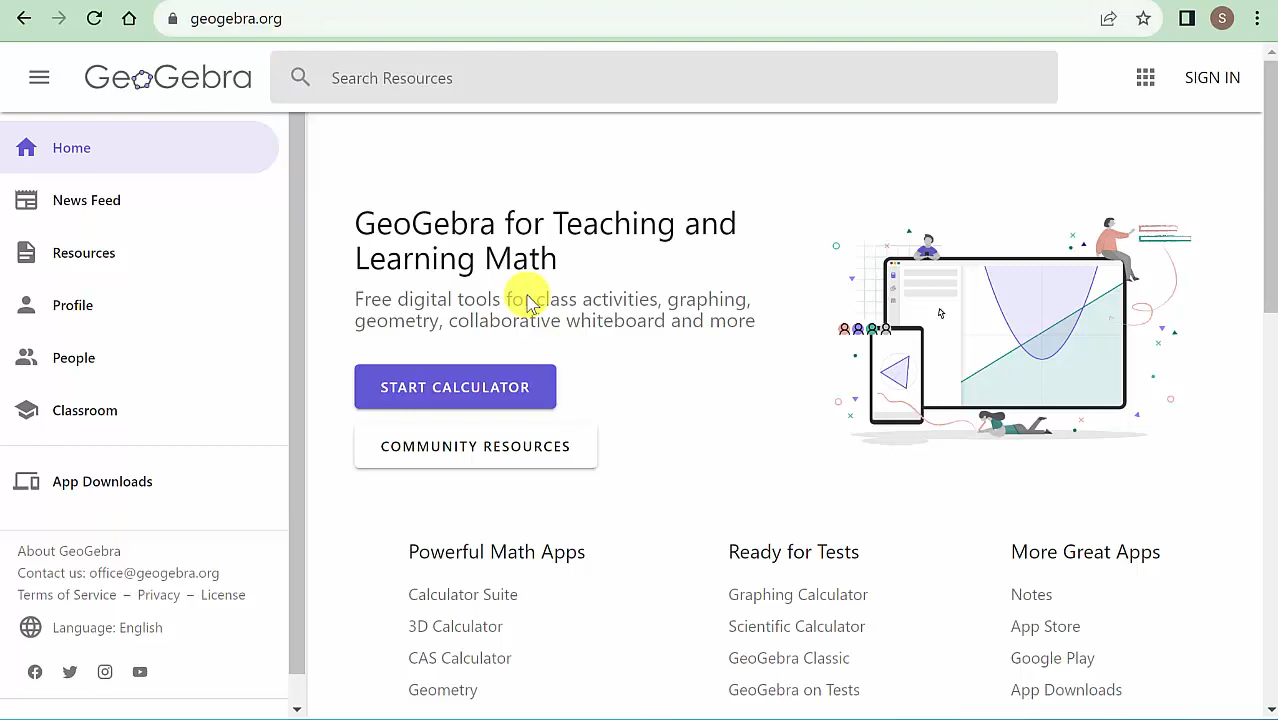 geogebra.org
S
GeoGebra
Search Resources
SIGN IN
Home
News Feed
Resources
Profile
People
Classroom
App Downloads
About GeoGebra
Contact us: office@geogebra.org
Terms of Service – Privacy – License
Language: English
GeoGebra for Teaching and
Learning Math
Free digital tools for class activities, graphing,
geometry, collaborative whiteboard and more
START CALCULATOR
COMMUNITY RESOURCES
Powerful Math Apps
Calculator Suite
3D Calculator
CAS Calculator
Geometry
Ready for Tests
Graphing Calculator
Scientific Calculator
GeoGebra Classic
GeoGebra on Tests
More Great Apps
Notes
App Store
Google Play
App Downloads